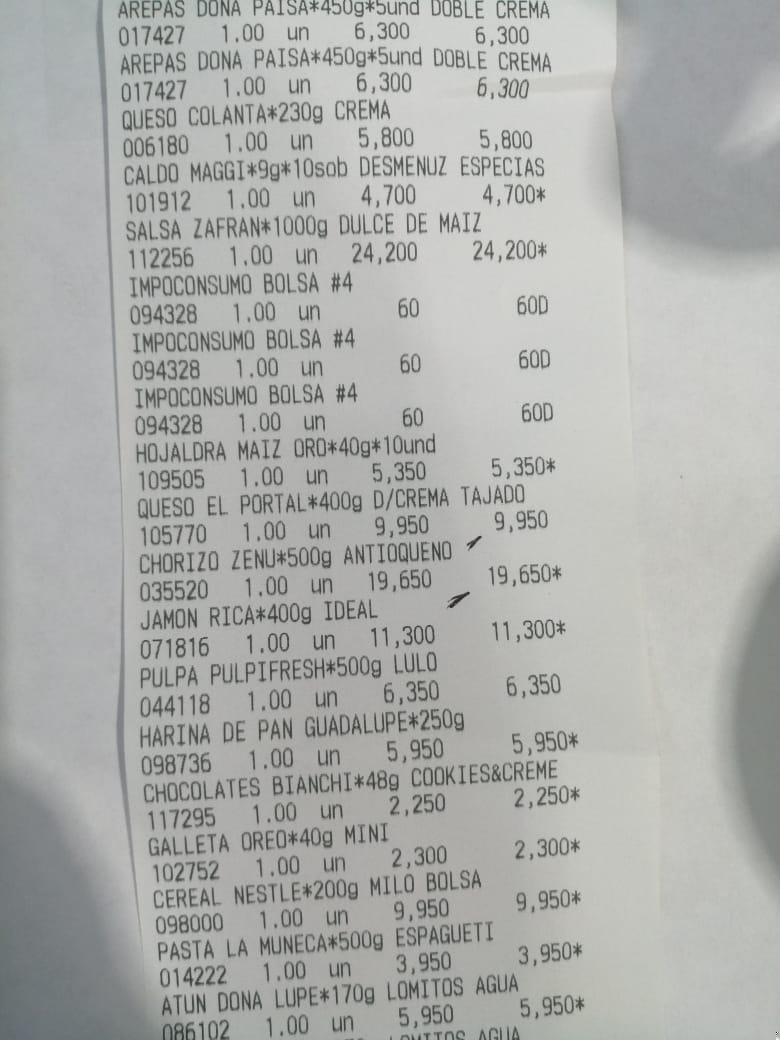 AREPAS DONA PAISA*450g*5und DOBLE CREMA
017427 1.00 un 6,300 6,300
AREPAS DONA PAISA*450g*5und DOBLE CREMA
017427 1.00 un 6,300 6,300
QUESO COLANTA*230g CREMA
006180 1.00 un 5,800 5,800
CALDO MAGGI*9g*10sob DESMENUZ ESPECIAS
101912 1.00 un 4,700 4,700*
SALSA ZAFRAN*1000g DULCE DE MAIZ
112256 1.00 un 24,200 24,200*
IMPOCONSUMO BOLSA #4
094328 1.00 un 60 60D
IMPOCONSUMO BOLSA #4
094328 1.00 un 60 60D
IMPOCONSUMO BOLSA #4
094328 1.00 un 60 60D
HOJALDRA MAIZ ORO*40g*10und
109505 1.00 un 5,350 5,350*
QUESO EL PORTAL*400g D/CREMA TAJADO
105770 1.00 un 9,950 9,950
CHORIZO ZENU*500g ANTIOQUENO
035520 1.00 un 19,650 19,650*
JAMON RICA*400g IDEAL
071816 1.00 un 11,300 11,300*
PULPA PULPIFRESH*500g LULO
044118 1.00 un 6,350 6,350
HARINA DE PAN GUADALUPE*250g
098736 1.00 un 5,950 5,950*
CHOCOLATES BIANCHI*48g COOKIES&CREME
117295 1.00 un 2,250 2,250*
GALLETA OREO*40g MINI
102752 1.00 un 2,300 2,300*
CEREAL NESTLE*200g MILO BOLSA
098000 1.00 un 9,950 9,950*
PASTA LA MUNECA*500g ESPAGUETI
014222 1.00 un 3,950 3,950*
ATUN DONA LUPE*170g LOMITOS AGUA
086102 1.00 un 5,950 5,950*
LOMITOS AGUA